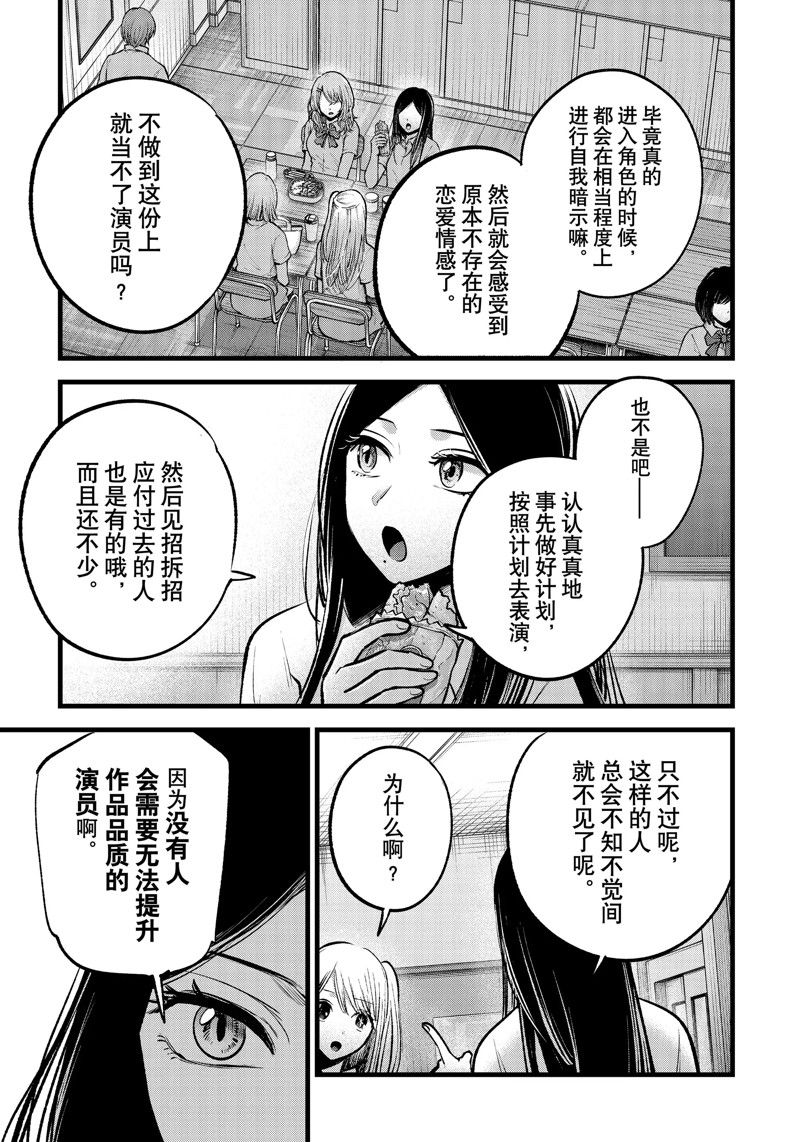 毕竟真的
进入角色的时候，
都会在相当程度上
进行自我暗示嘛。
然后就会感受到
原本不存在的
恋爱情感了。
不做到这份上
就当不了演员吗？
也不是吧——
认认真真地
事先做好计划，
按照计划去表演，
然后见招拆招
应付过去的人
也是有的哦，
而且还不少。
只不过呢，
这样的人
总会不知不觉间
就不见了呢。
为什么啊？
因为没有人
会需要无法提升
作品品质的
演员啊。